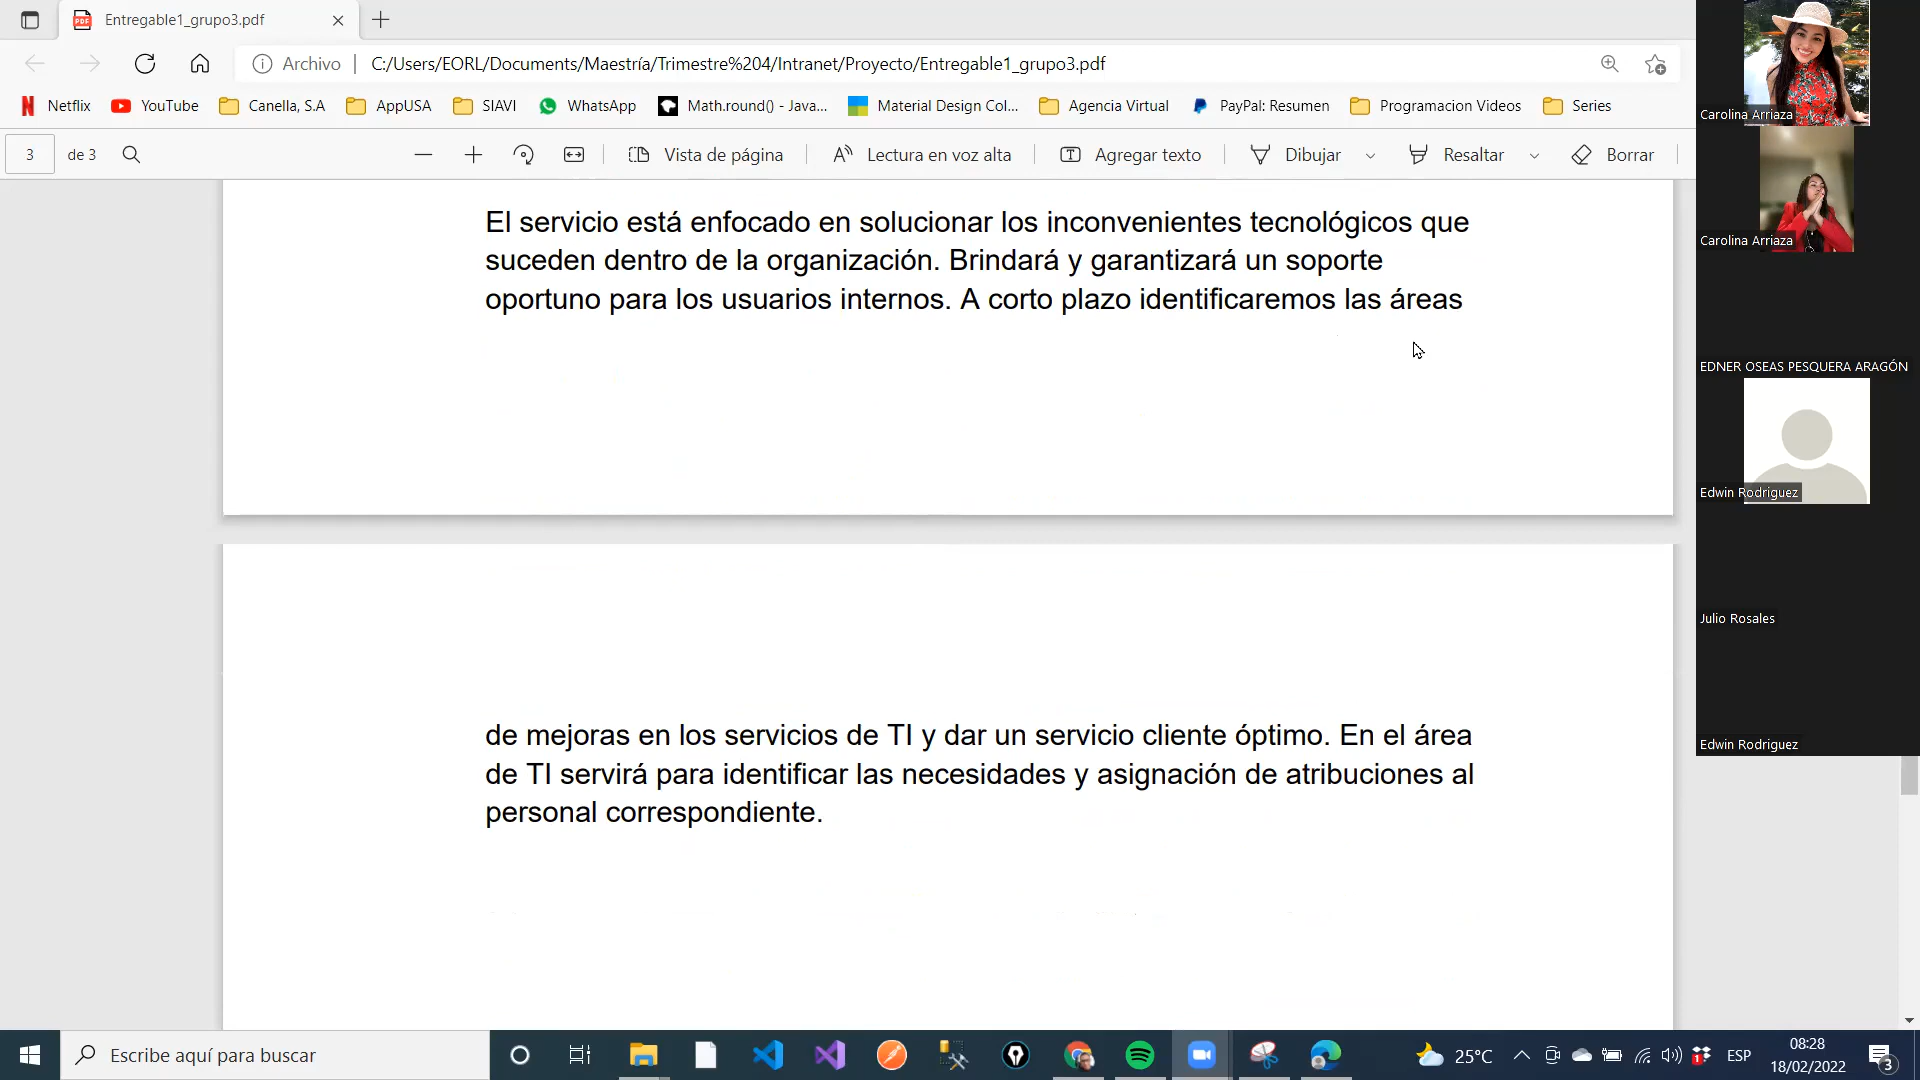 Entregable1_grupo3.pdf
Archivo C:/Users/EORL/Documents/Maestría/Trimestre%204/Intranet/Proyecto/Entregable1_grupo3.pdf
Netflix YouTube Canella, S.A AppUSA SIAVI WhatsApp Math.round() - Java... Material Design Col... Agencia Virtual PayPal: Resumen Programacion Videos Series
3 de 3 Vista de página Lectura en voz alta Agregar texto Dibujar Resaltar Borrar
El servicio está enfocado en solucionar los inconvenientes tecnológicos que
suceden dentro de la organización. Brindará y garantizará un soporte
oportuno para los usuarios internos. A corto plazo identificaremos las áreas
de mejoras en los servicios de TI y dar un servicio cliente óptimo. En el área
de TI servirá para identificar las necesidades y asignación de atribuciones al
personal correspondiente.
Carolina Arriaza
Carolina Arriaza
EDNER OSEAS PESQUERA ARAGÓN
Edwin Rodriguez
Julio Rosales
Edwin Rodriguez
Escribe aquí para buscar
25°C
1
ESP
08:28
18/02/2022
3